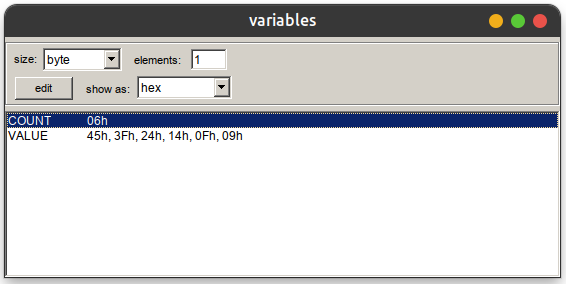 variables
size: byte elements: 1
edit show as: hex
COUNT 06h
VALUE 45h, 3Fh, 24h, 14h, 0Fh, 09h